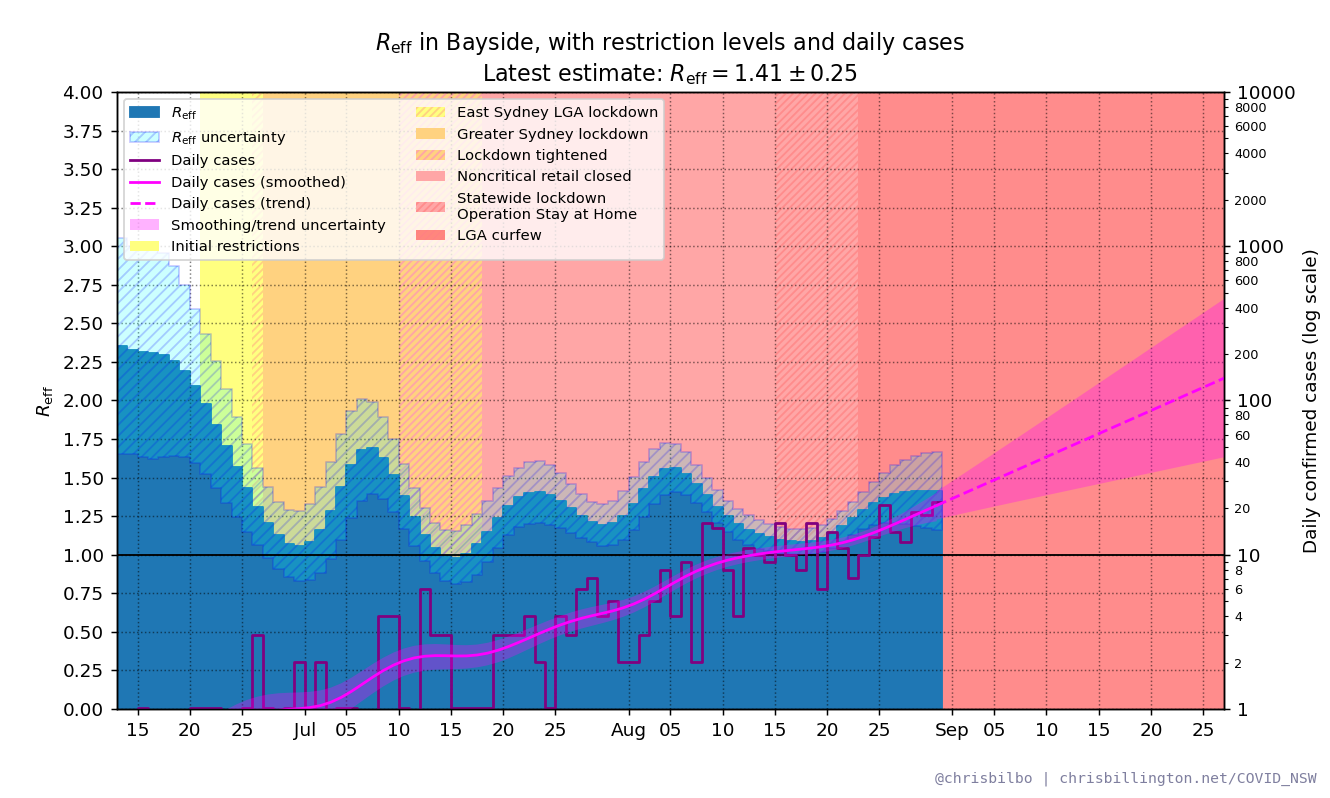 R_eff in Bayside, with restriction levels and daily cases
Latest estimate: R_eff = 1.41 ± 0.25
R_eff
R_eff uncertainty
Daily cases
Daily cases (smoothed)
Daily cases (trend)
Smoothing/trend uncertainty
Initial restrictions
East Sydney LGA lockdown
Greater Sydney lockdown
Lockdown tightened
Noncritical retail closed
Statewide lockdown
Operation Stay at Home
LGA curfew
4.00
3.75
3.50
3.25
3.00
2.75
2.50
2.25
2.00
1.75
1.50
1.25
1.00
0.75
0.50
0.25
0.00
R_eff
10000
8000
6000
4000
2000
1000
800
600
400
200
100
80
60
40
20
10
8
6
4
2
1
Daily confirmed cases (log scale)
15 20 25 Jul 05 10 15 20 25 Aug 05 10 15 20 25 Sep 05 10 15 20 25
@chrisbilbo | chrisbillington.net/COVID_NSW